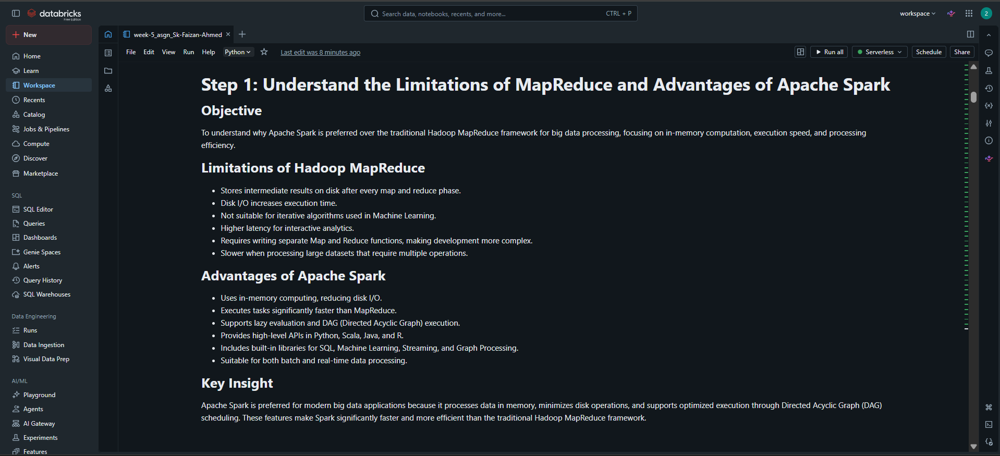 databricks
Free Edition
Search data, notebooks, recents, and more...
CTRL + P
workspace
2
New
Home
Learn
Workspace
Recents
Catalog
Jobs & Pipelines
Compute
Discover
Marketplace
SQL
SQL Editor
Queries
Dashboards
Genie Spaces
Alerts
Query History
SQL Warehouses
Data Engineering
Runs
Data Ingestion
Visual Data Prep
AI/ML
Playground
Agents
AI Gateway
Experiments
Features
week-5_asgn_Sk-Faizan-Ahmed
File Edit View Run Help Python Last edit was 8 minutes ago
Run all Serverless Schedule Share
Step 1: Understand the Limitations of MapReduce and Advantages of Apache Spark
Objective
To understand why Apache Spark is preferred over the traditional Hadoop MapReduce framework for big data processing, focusing on in-memory computation, execution speed, and processing
efficiency.
Limitations of Hadoop MapReduce
• Stores intermediate results on disk after every map and reduce phase.
• Disk I/O increases execution time.
• Not suitable for iterative algorithms used in Machine Learning.
• Higher latency for interactive analytics.
• Requires writing separate Map and Reduce functions, making development more complex.
• Slower when processing large datasets that require multiple operations.
Advantages of Apache Spark
• Uses in-memory computing, reducing disk I/O.
• Executes tasks significantly faster than MapReduce.
• Supports lazy evaluation and DAG (Directed Acyclic Graph) execution.
• Provides high-level APIs in Python, Scala, Java, and R.
• Includes built-in libraries for SQL, Machine Learning, Streaming, and Graph Processing.
• Suitable for both batch and real-time data processing.
Key Insight
Apache Spark is preferred for modern big data applications because it processes data in memory, minimizes disk operations, and supports optimized execution through Directed Acyclic Graph (DAG)
scheduling. These features make Spark significantly faster and more efficient than the traditional Hadoop MapReduce framework.